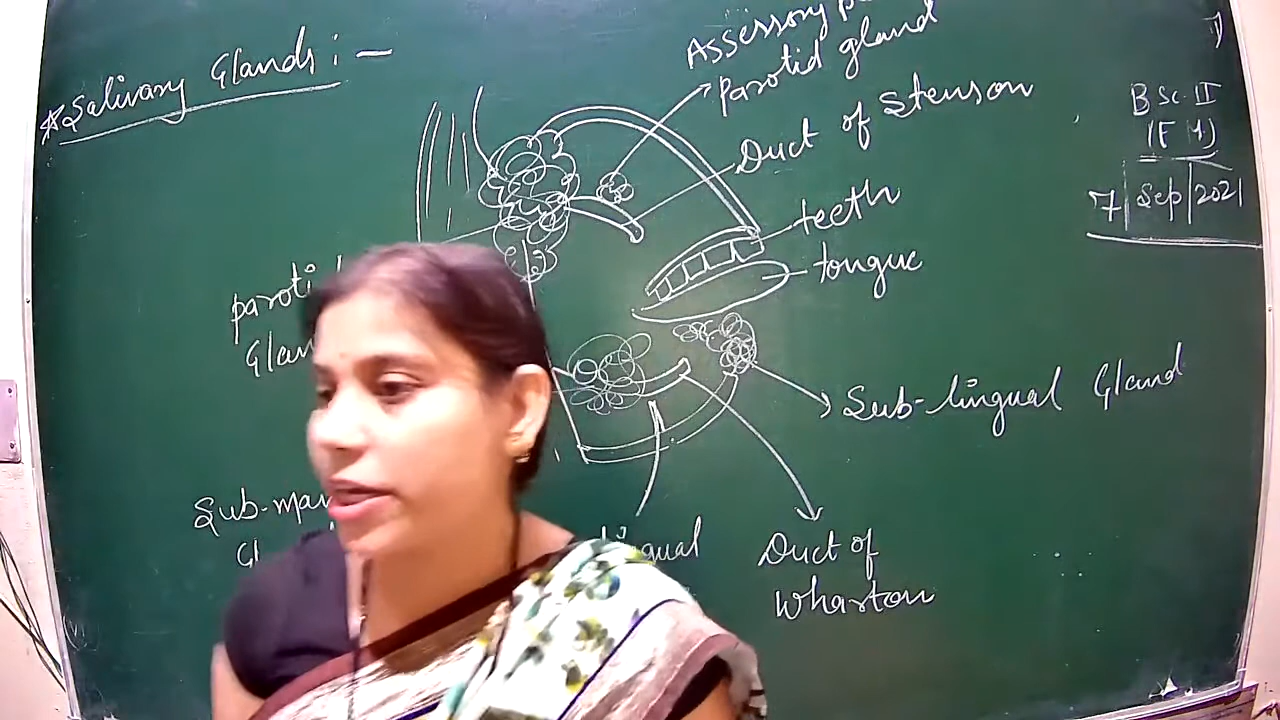 * Salivary Glands : -
Assessory
parotid gland
Duct of Stenson
teeth
tongue
Sub-lingual Gland
Duct of
Wharton
B Sc. II
7/Sep/2021